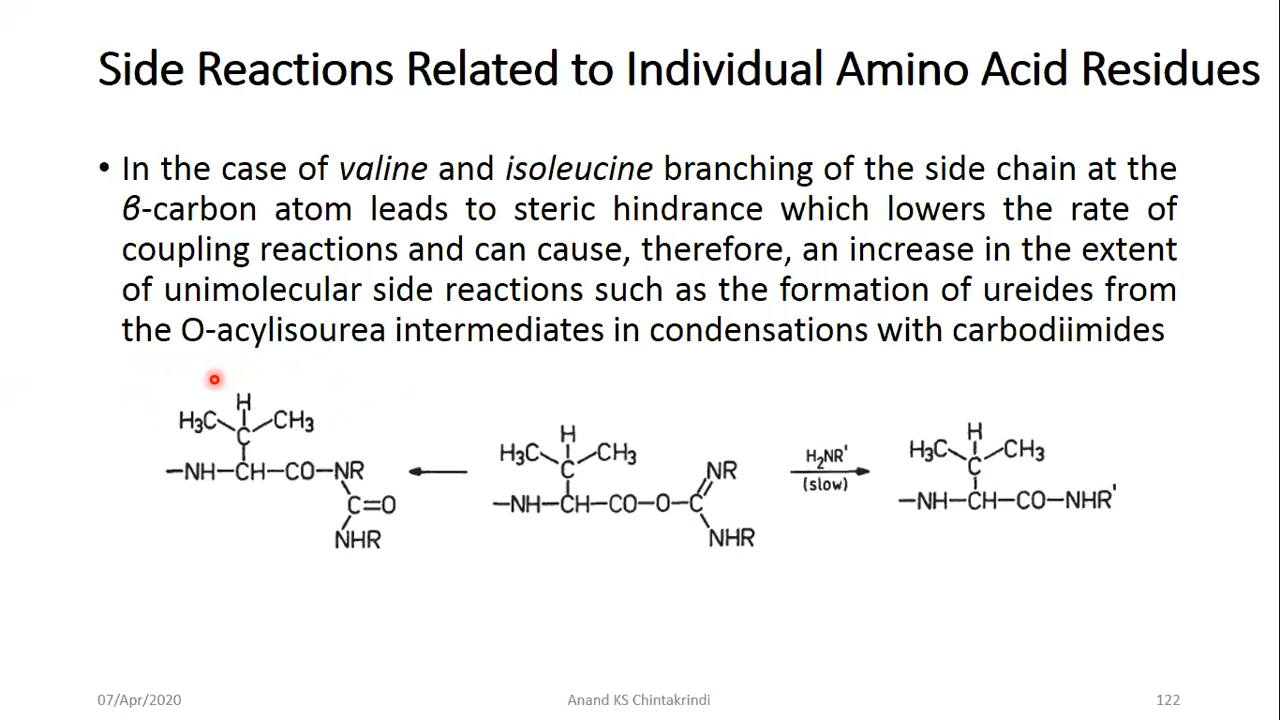 Side Reactions Related to Individual Amino Acid Residues
• In the case of valine and isoleucine branching of the side chain at the
β-carbon atom leads to steric hindrance which lowers the rate of
coupling reactions and can cause, therefore, an increase in the extent
of unimolecular side reactions such as the formation of ureides from
the O-acylisourea intermediates in condensations with carbodiimides
H
H₃C CH₃
C
–NH–CH–CO–NR
C=O
NHR
H
H₃C CH₃
C
NR
–NH–CH–CO–O–C
NHR
H₂NR'
(slow)
H
H₃C CH₃
C
–NH–CH–CO–NHR'
07/Apr/2020
Anand KS Chintakrindi
122